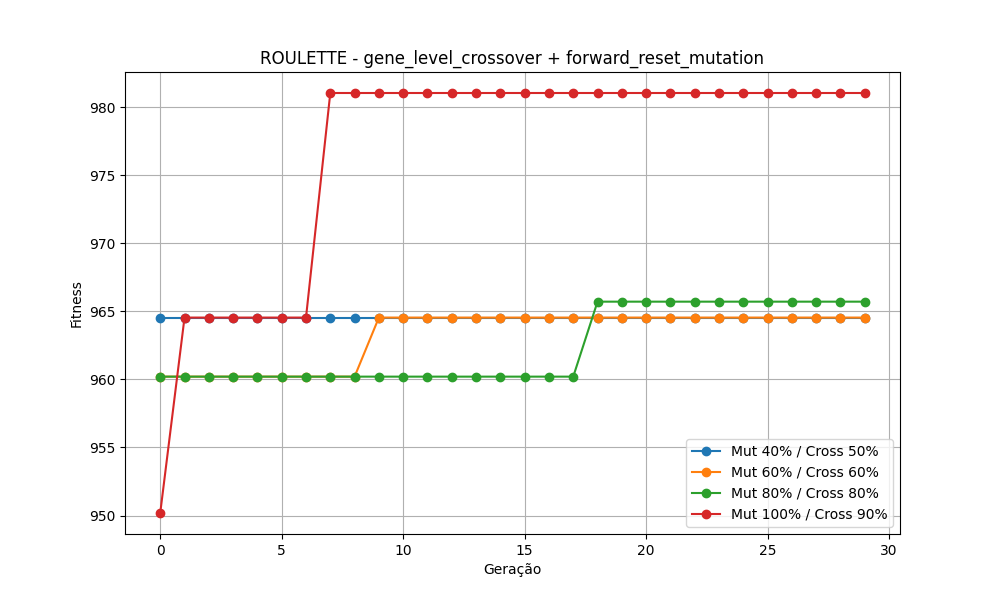 ROULETTE - gene_level_crossover + forward_reset_mutation
Fitness
980
975
970
965
960
955
950
0
5
10
15
20
25
30
Geração
Mut 40% / Cross 50%
Mut 60% / Cross 60%
Mut 80% / Cross 80%
Mut 100% / Cross 90%